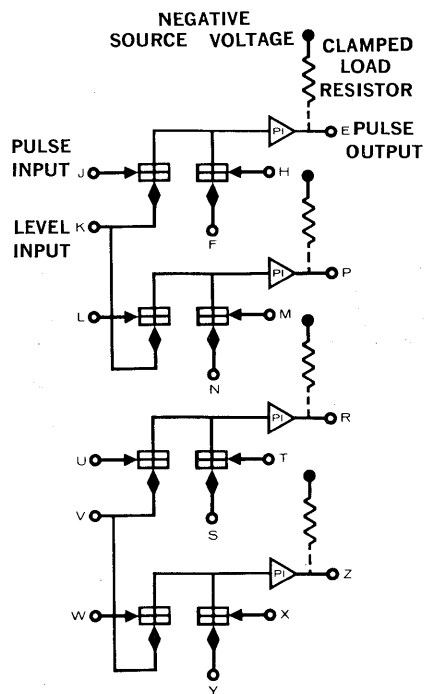 NEGATIVE
SOURCE VOLTAGE
CLAMPED
LOAD
RESISTOR
PI
E PULSE
OUTPUT
PULSE
INPUT
J
H
K
LEVEL
INPUT
F
PI
P
L
M
N
PI
R
U
T
V
S
PI
Z
W
X
Y